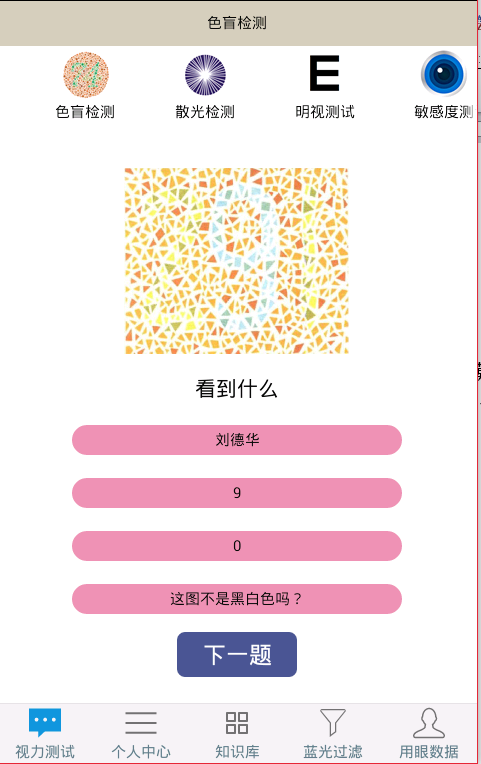 色盲检测
色盲检测
散光检测
E
明视测试
敏感度测
9
看到什么
刘德华
9
0
这图不是黑白色吗？
下一题
视力测试
个人中心
知识库
蓝光过滤
用眼数据